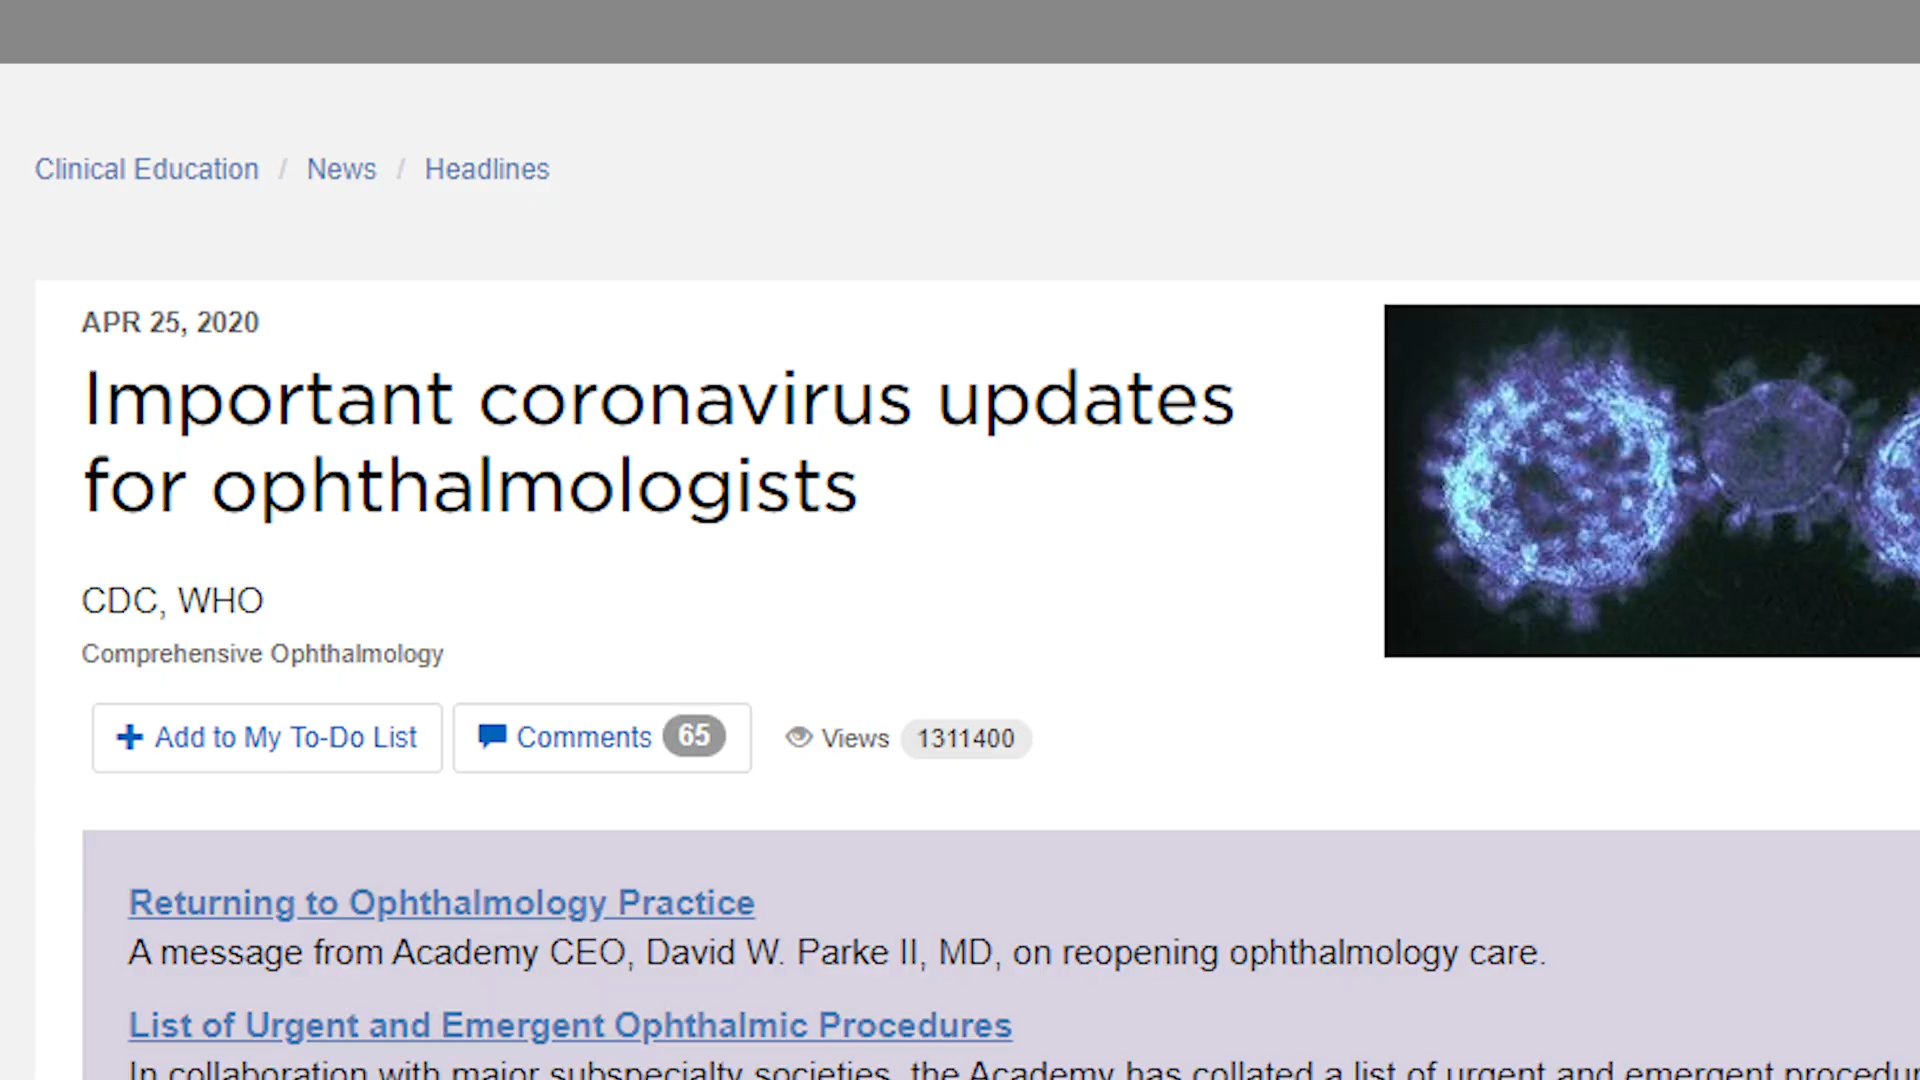 Clinical Education / News / Headlines
APR 25, 2020
Important coronavirus updates
for ophthalmologists
CDC, WHO
Comprehensive Ophthalmology
Add to My To-Do List Comments 65 Views 1311400
Returning to Ophthalmology Practice
A message from Academy CEO, David W. Parke II, MD, on reopening ophthalmology care.
List of Urgent and Emergent Ophthalmic Procedures
In collaboration with major subspecialty societies, the Academy has collated a list of urgent and emergent